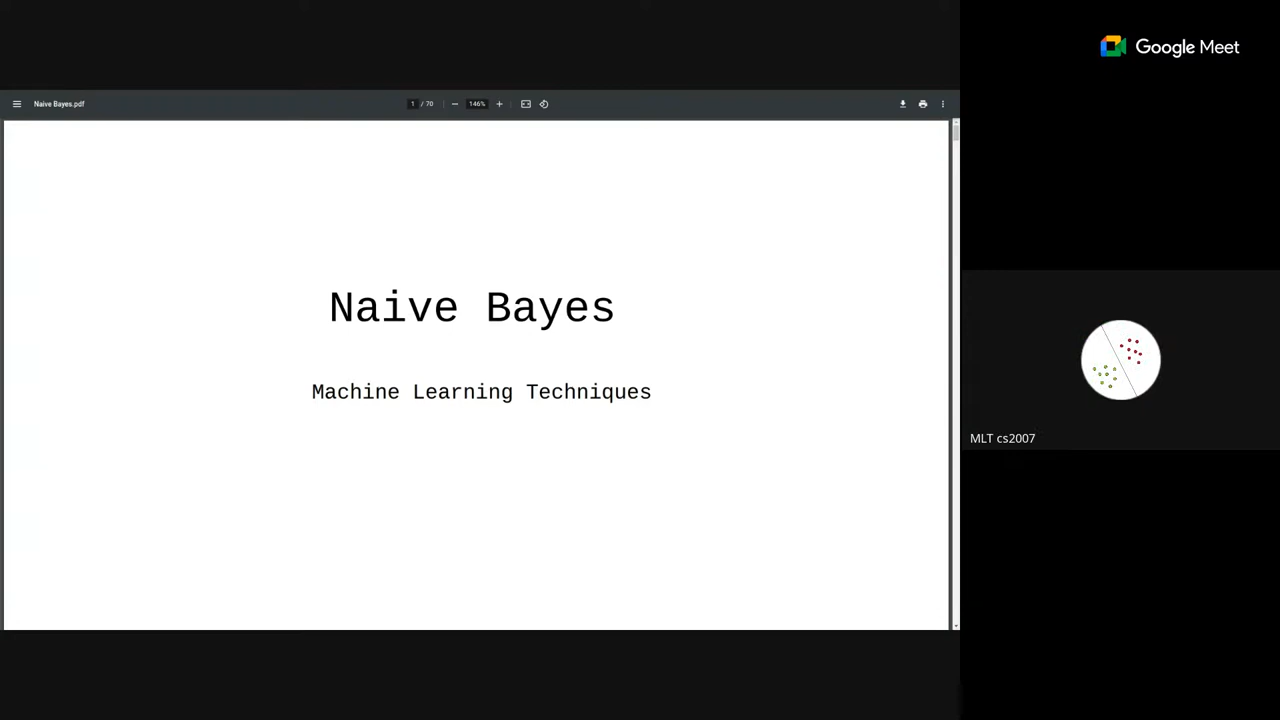 Google Meet
Naive Bayes.pdf
1 / 70
146%
Naive Bayes
Machine Learning Techniques
MLT cs2007